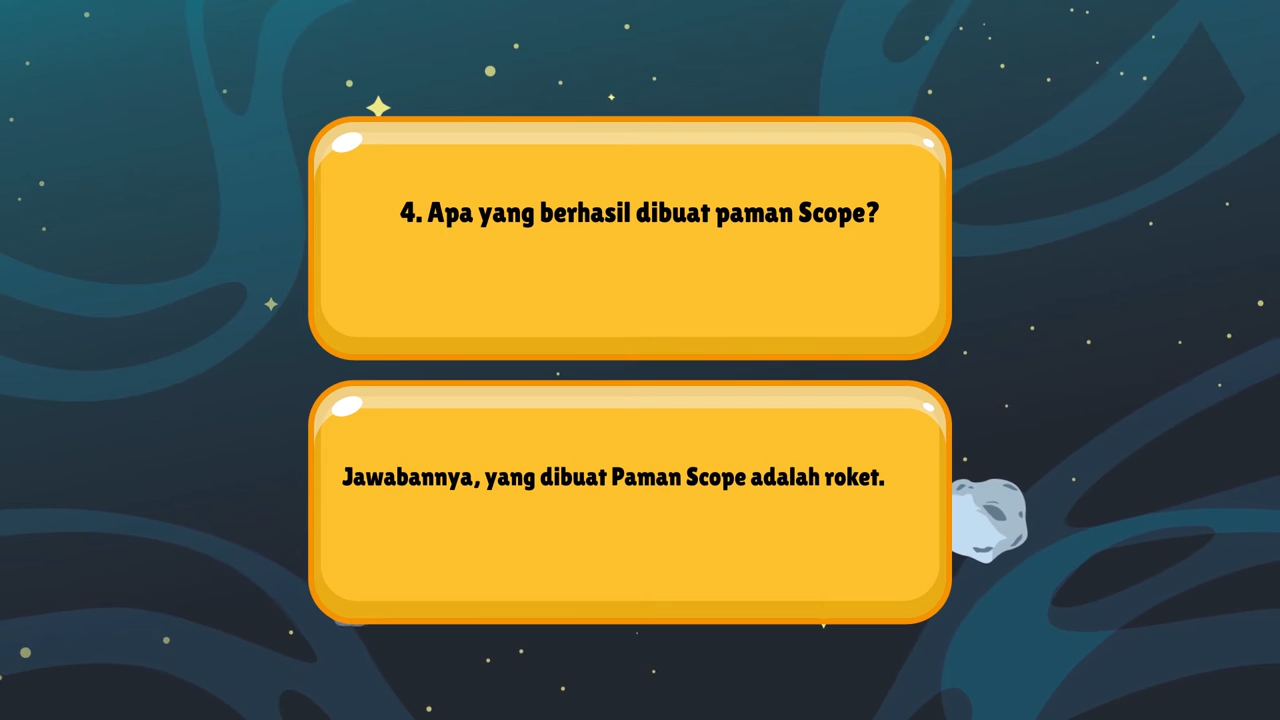 4. Apa yang berhasil dibuat paman Scope?
Jawabannya, yang dibuat Paman Scope adalah roket.